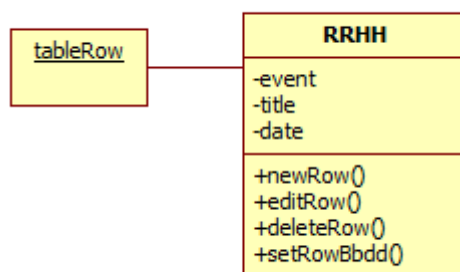 tableRow
RRHH
-event
-title
-date
+newRow()
+editRow()
+deleteRow()
+setRowBbdd()